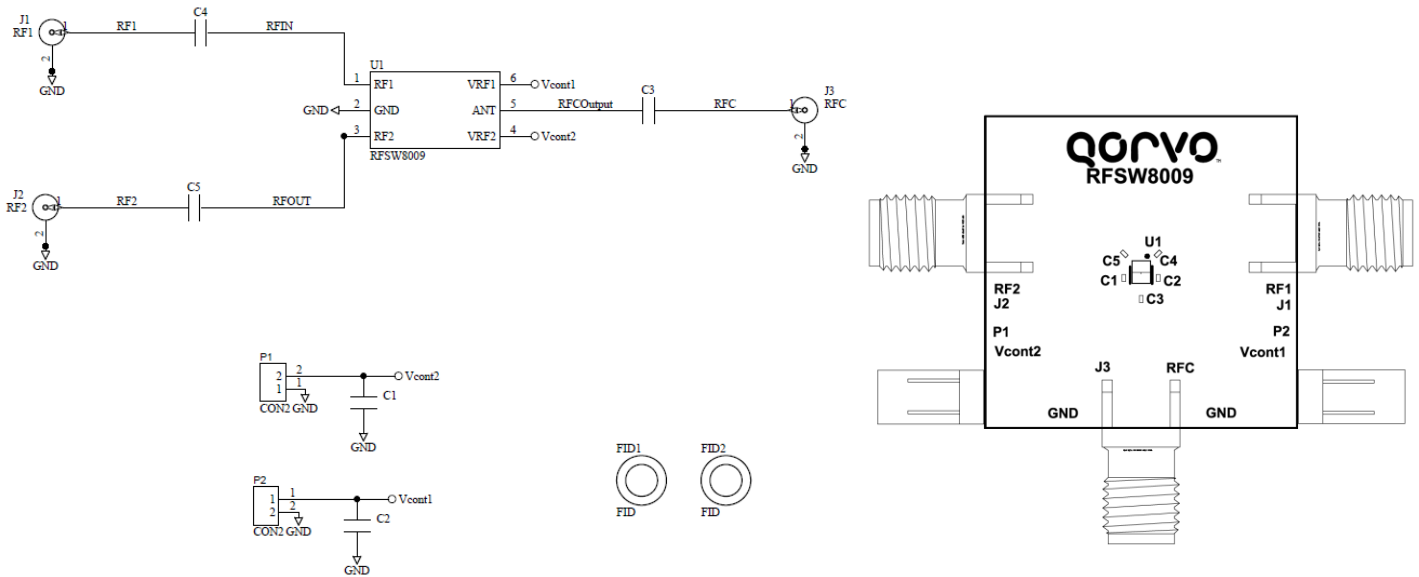 J1
RF1
1
RF1
C4
RFIN
2
GND
U1
1
RF1
VRF1
6
Vcont1
GND
2
GND
ANT
5
RFCOutput
C3
RFC
1
J3
RFC
3
RF2
VRF2
4
Vcont2
2
RFSW8009
GND
J2
RF2
1
RF2
C5
RFOUT
2
GND
P1
2
2
Vcont2
1
1
C1
CON2
GND
GND
P2
1
1
Vcont1
2
2
C2
CON2
GND
GND
FID1
FID2
FID
FID
QORVO
TM
RFSW8009
U1
C5
C4
C1
C2
C3
RF2
RF1
J2
J1
P1
P2
Vcont2
Vcont1
J3
RFC
GND
GND